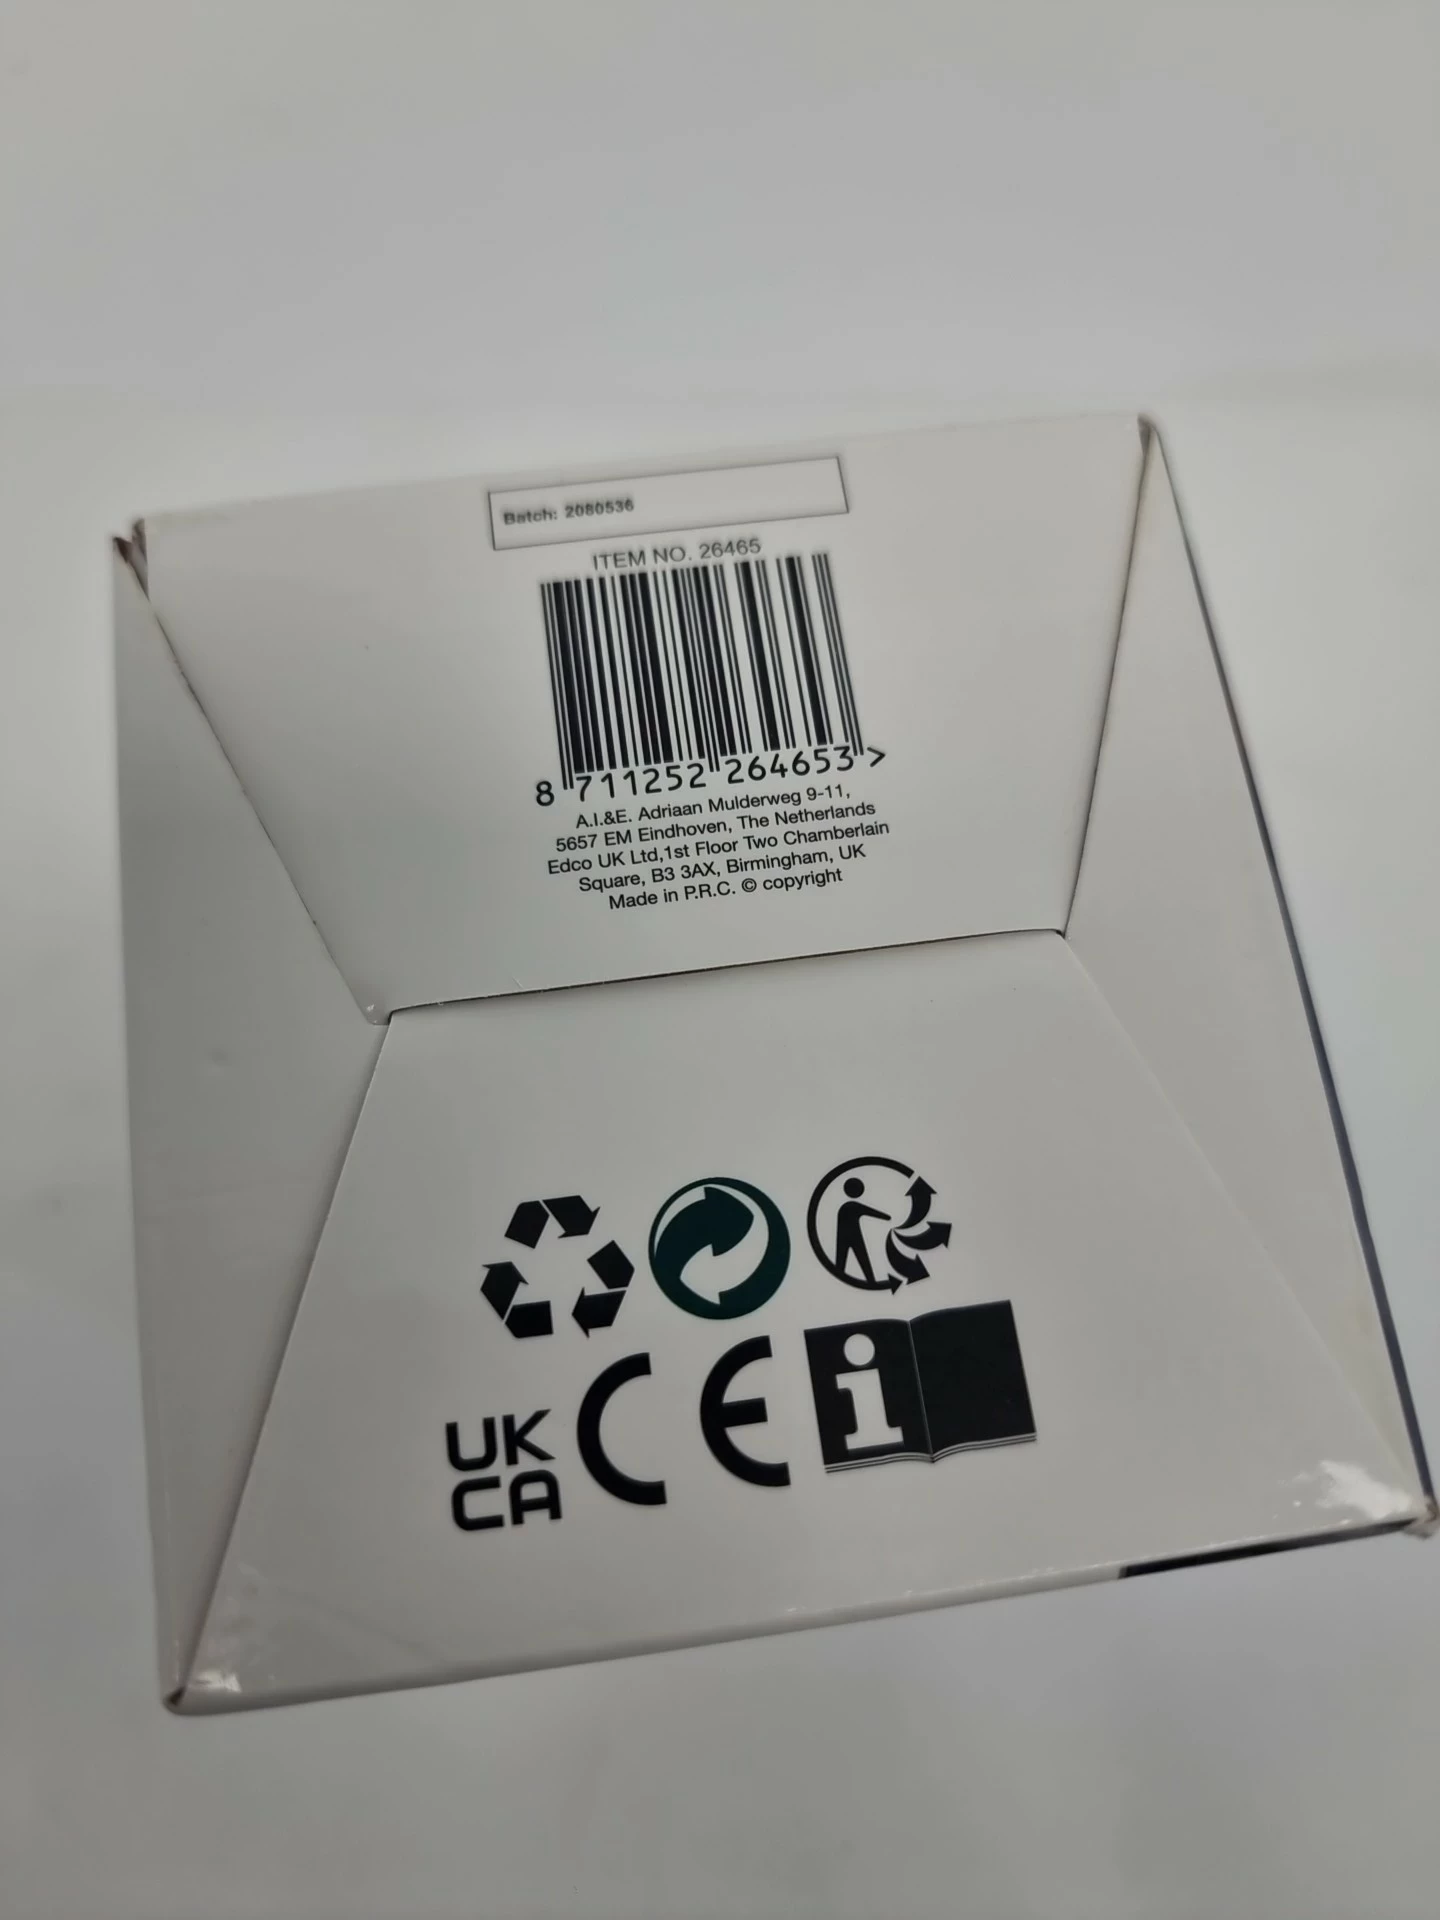 Batch: 2080536
ITEM NO. 26465
8 711252 264653 >
A.I.&E. Adriaan Mulderweg 9-11,
5657 EM Eindhoven, The Netherlands
Edco UK Ltd,1st Floor Two Chamberlain
Square, B3 3AX, Birmingham, UK
Made in P.R.C. © copyright
UK
CA
CE
i